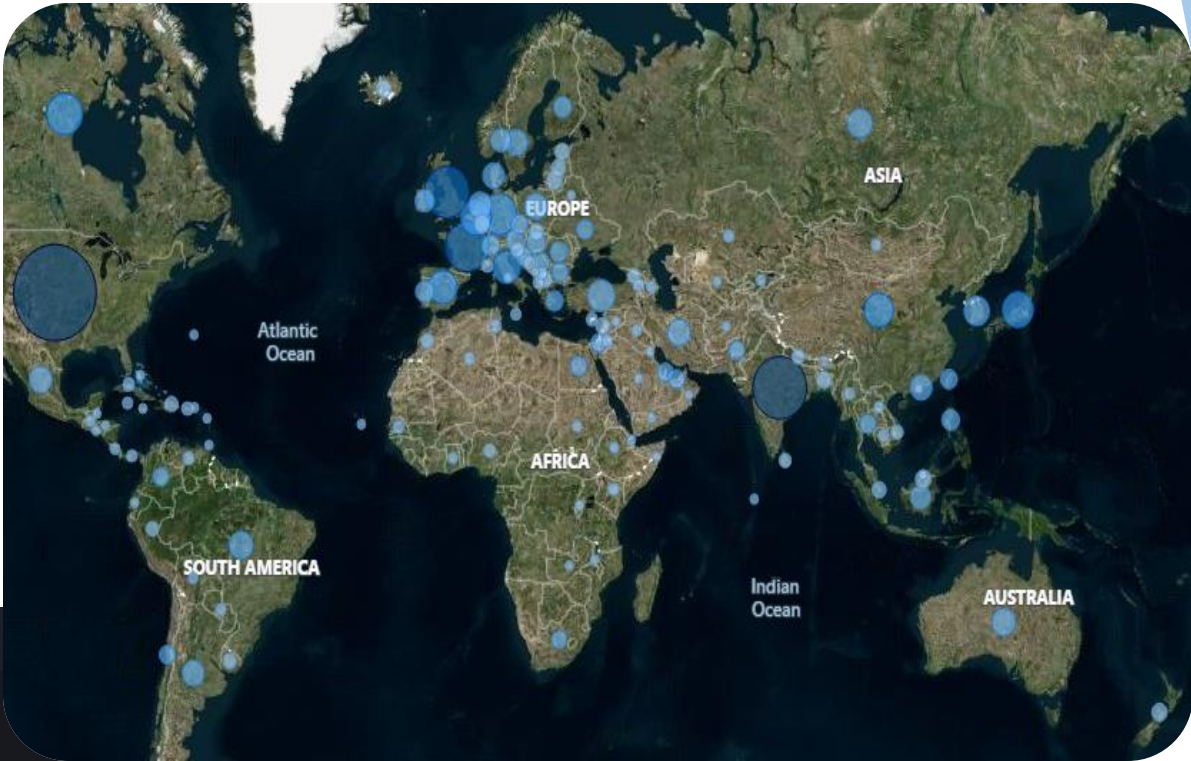 ASIA
EUROPE
Atlantic
Ocean
AFRICA
SOUTH AMERICA
Indian
Ocean
AUSTRALIA